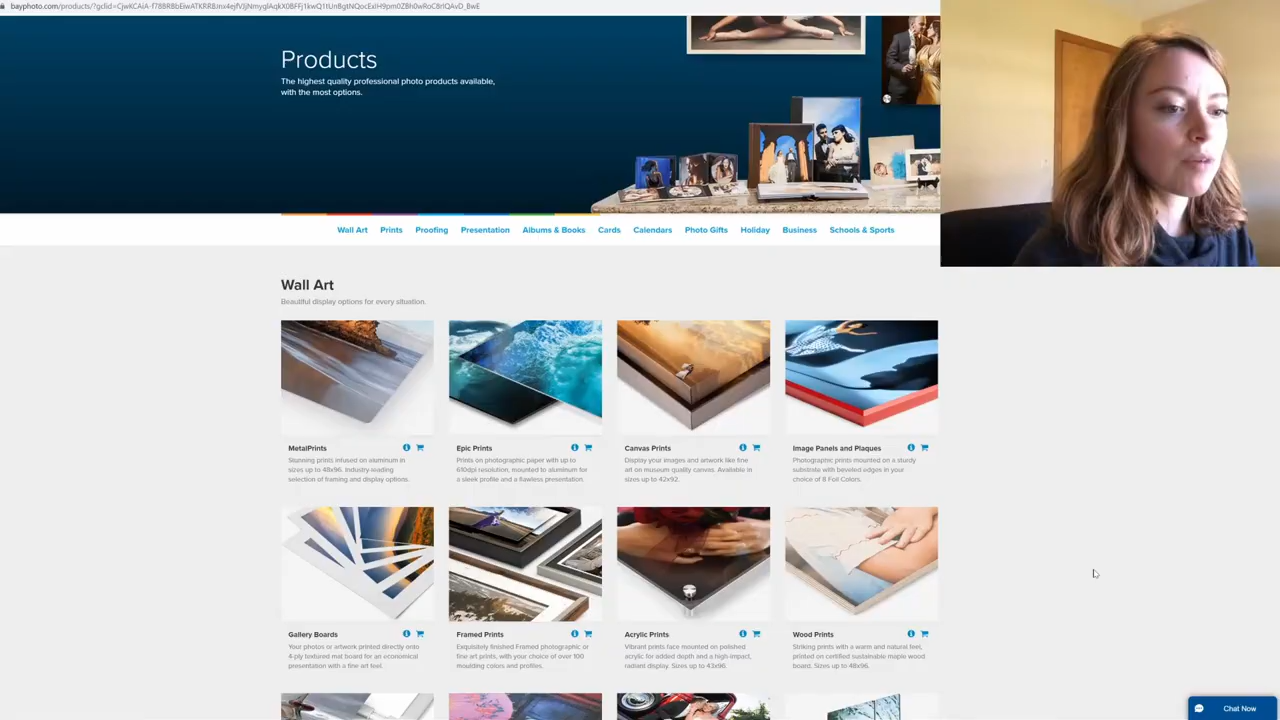 Products
The highest quality professional photo products available,
with the most options.
Wall Art Prints Proofing Presentation Albums & Books Cards Calendars Photo Gifts Holiday Business Schools & Sports
Wall Art
Beautiful display options for every situation.
MetalPrints
Stunning prints infused on aluminum in
sizes up to 48x96. Industry-leading
selection of framing and display options.
Epic Prints
Prints on photographic paper with up to
610dpi resolution, mounted to aluminum for
a sleek profile and a flawless presentation.
Canvas Prints
Display your images and artwork like fine
art on museum quality canvas. Available in
sizes up to 42x92.
Image Panels and Plaques
Photographic prints mounted on a sturdy
substrate with beveled edges in your
choice of 8 Foil Colors.
Gallery Boards
Your photos or artwork printed directly onto
4-ply textured mat board for an economical
presentation with a fine art feel.
Framed Prints
Exquisitely finished Framed photographic or
fine art prints, with your choice of over 100
moulding colors and profiles.
Acrylic Prints
Vibrant prints face mounted on polished
acrylic for added depth and a high-impact,
radiant display. Sizes up to 43x96.
Wood Prints
Striking prints with a warm and natural feel,
printed on certified sustainable maple wood
board. Sizes up to 48x96.
Chat Now